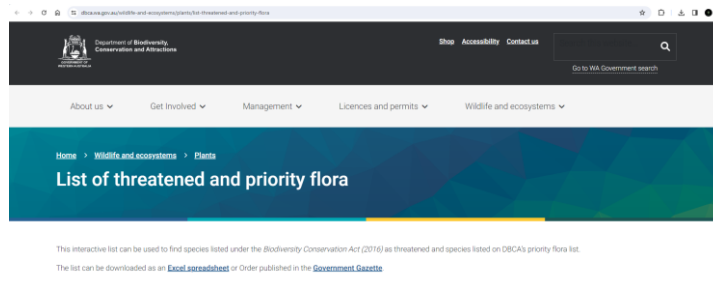 dbca.wa.gov.au/wildlife-and-ecosystems/plants/list-threatened-and-priority-flora
Department of Biodiversity,
Conservation and Attractions
GOVERNMENT OF
WESTERN AUSTRALIA
Shop Accessibility Contact us
Go to WA Government search
About us Get Involved Management Licences and permits Wildlife and ecosystems
Home > Wildlife and ecosystems > Plants
List of threatened and priority flora
This interactive list can be used to find species listed under the Biodiversity Conservation Act (2016) as threatened and species listed on DBCA's priority flora list.
The list can be downloaded as an Excel spreadsheet or Order published in the Government Gazette.